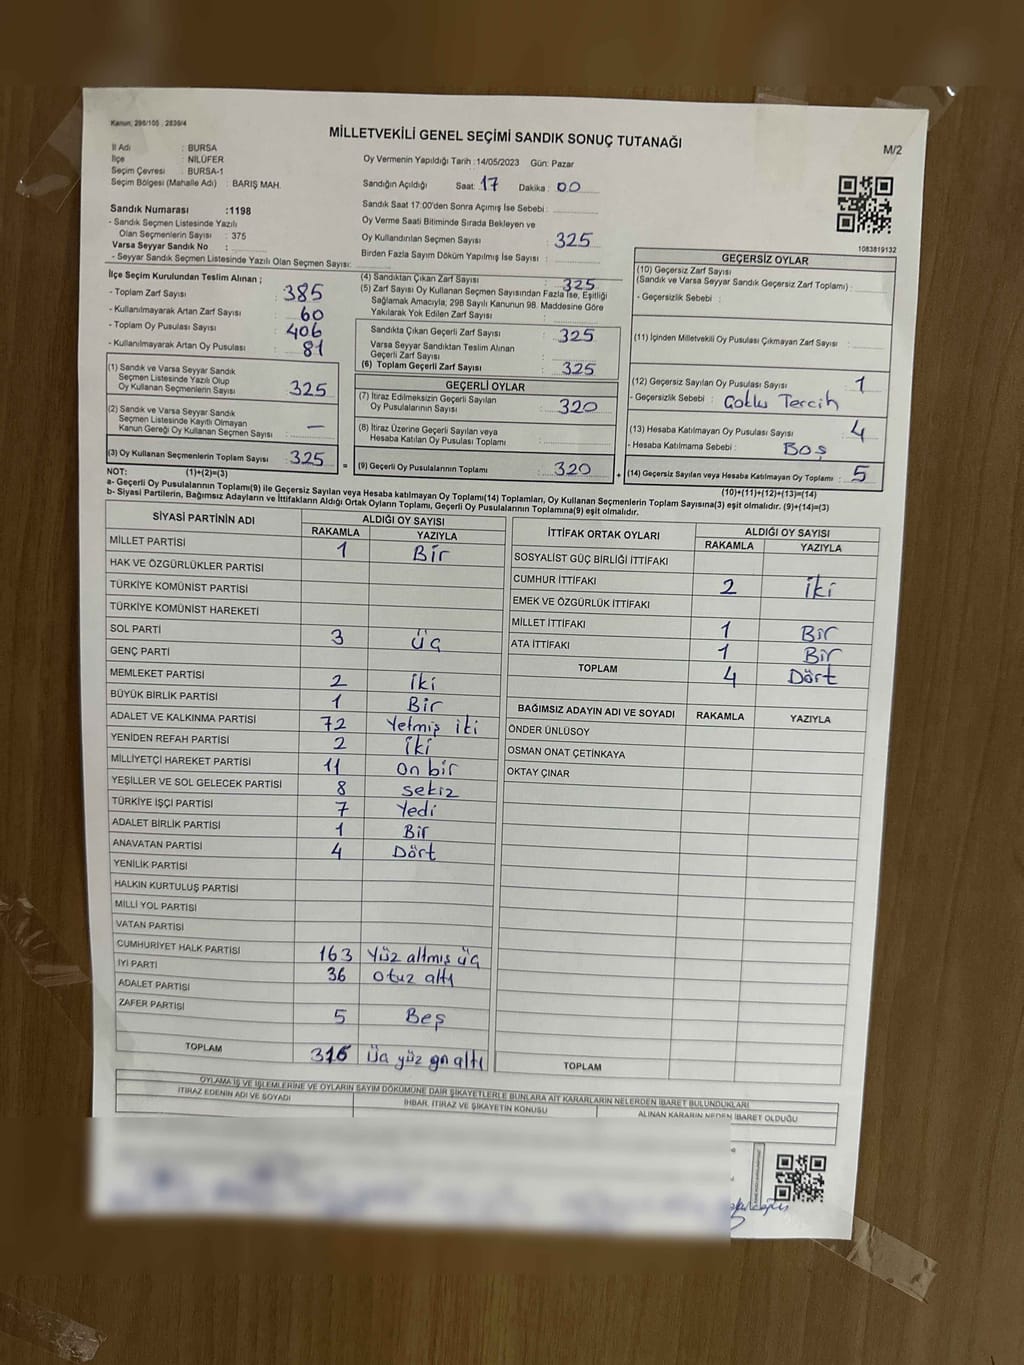 Kanun, 298/105 : 2839/4
MİLLETVEKİLİ GENEL SEÇİMİ SANDIK SONUÇ TUTANAĞI
M/2
İl Adı : BURSA
İlçe : NİLÜFER
Seçim Çevresi : BURSA-1
Seçim Bölgesi (Mahalle Adı) : BARIŞ MAH.
Oy Vermenin Yapıldığı Tarih : 14/05/2023 Gün: Pazar
Sandığın Açıldığı Saat: 17 Dakika: 00
Sandık Saat 17:00'den Sonra Açımış İse Sebebi :
Oy Verme Saati Bitiminde Sırada Bekleyen ve
Oy Kullandırılan Seçmen Sayısı : 325
Birden Fazla Sayım Döküm Yapılmış İse Sayısı :
1083819132
Sandık Numarası :1198
- Sandık Seçmen Listesinde Yazılı
Olan Seçmenlerin Sayısı : 375
Varsa Seyyar Sandık No :
- Seyyar Sandık Seçmen Listesinde Yazılı Olan Seçmen Sayısı:
İlçe Seçim Kurulundan Teslim Alınan ;
- Toplam Zarf Sayısı : 385
- Kullanılmayarak Artan Zarf Sayısı : 60
- Toplam Oy Pusulası Sayısı : 406
- Kullanılmayarak Artan Oy Pusulası : 81
(1) Sandık ve Varsa Seyyar Sandık
Seçmen Listesinde Yazılı Olup
Oy Kullanan Seçmenlerin Sayısı : 325
(2) Sandık ve Varsa Seyyar Sandık
Seçmen Listesinde Kayıtlı Olmayan
Kanun Gereği Oy Kullanan Seçmen Sayısı : –
(3) Oy Kullanan Seçmenlerin Toplam Sayısı : 325
(4) Sandıktan Çıkan Zarf Sayısı : 325
(5) Zarf Sayısı Oy Kullanan Seçmen Sayısından Fazla İse, Eşitliği
Sağlamak Amacıyla, 298 Sayılı Kanunun 98. Maddesine Göre
Yakılarak Yok Edilen Zarf Sayısı :
Sandıkta Çıkan Geçerli Zarf Sayısı : 325
Varsa Seyyar Sandıktan Teslim Alınan
Geçerli Zarf Sayısı :
(6) Toplam Geçerli Zarf Sayısı : 325
GEÇERLİ OYLAR
(7) İtiraz Edilmeksizin Geçerli Sayılan
Oy Pusulalarının Sayısı : 320
(8) İtiraz Üzerine Geçerli Sayılan veya
Hesaba Katılan Oy Pusulası Toplamı :
= (9) Geçerli Oy Pusulalarının Toplamı : 320
GEÇERSİZ OYLAR
(10) Geçersiz Zarf Sayısı
(Sandık ve Varsa Seyyar Sandık Geçersiz Zarf Toplamı) :
- Geçersizlik Sebebi :
(11) İçinden Milletvekili Oy Pusulası Çıkmayan Zarf Sayısı :
(12) Geçersiz Sayılan Oy Pusulası Sayısı : 1
- Geçersizlik Sebebi : Çoklu Tercih
(13) Hesaba Katılmayan Oy Pusulası Sayısı : 4
- Hesaba Katılmama Sebebi : Boş
+ (14) Geçersiz Sayılan veya Hesaba Katılmayan Oy Toplamı : 5
NOT: (1)+(2)=(3)
(10)+(11)+(12)+(13)=(14)
a- Geçerli Oy Pusulalarının Toplamı(9) ile Geçersiz Sayılan veya Hesaba katılmayan Oy Toplamı(14) Toplamları, Oy Kullanan Seçmenlerin Toplam Sayısına(3) eşit olmalıdır. (9)+(14)=(3)
b- Siyasi Partilerin, Bağımsız Adayların ve İttifakların Aldığı Ortak Oyların Toplamı, Geçerli Oy Pusulalarının Toplamına(9) eşit olmalıdır.
SİYASİ PARTİNİN ADI ALDIĞI OY SAYISI
RAKAMLA YAZIYLA
MİLLET PARTİSİ 1 Bir
HAK VE ÖZGÜRLÜKLER PARTİSİ
TÜRKİYE KOMÜNİST PARTİSİ
TÜRKİYE KOMÜNİST HAREKETİ
SOL PARTİ 3 üç
GENÇ PARTİ
MEMLEKET PARTİSİ 2 iki
BÜYÜK BİRLİK PARTİSİ 1 Bir
ADALET VE KALKINMA PARTİSİ 72 Yetmiş iki
YENİDEN REFAH PARTİSİ 2 iki
MİLLİYETÇİ HAREKET PARTİSİ 11 on bir
YEŞİLLER VE SOL GELECEK PARTİSİ 8 sekiz
TÜRKİYE İŞÇİ PARTİSİ 7 Yedi
ADALET BİRLİK PARTİSİ 1 Bir
ANAVATAN PARTİSİ 4 Dört
YENİLİK PARTİSİ
HALKIN KURTULUŞ PARTİSİ
MİLLİ YOL PARTİSİ
VATAN PARTİSİ
CUMHURİYET HALK PARTİSİ 163 Yüz altmış üç
İYİ PARTİ 36 otuz altı
ADALET PARTİSİ
ZAFER PARTİSİ 5 Beş
TOPLAM 316 üç yüz on altı
İTTİFAK ORTAK OYLARI ALDIĞI OY SAYISI
RAKAMLA YAZIYLA
SOSYALİST GÜÇ BİRLİĞİ İTTİFAKI
CUMHUR İTTİFAKI 2 iki
EMEK VE ÖZGÜRLÜK İTTİFAKI
MİLLET İTTİFAKI 1 Bir
ATA İTTİFAKI 1 Bir
TOPLAM 4 Dört
BAĞIMSIZ ADAYIN ADI VE SOYADI RAKAMLA YAZIYLA
ÖNDER ÜNLÜSOY
OSMAN ONAT ÇETİNKAYA
OKTAY ÇINAR
TOPLAM
OYLAMA İŞ VE İŞLEMLERİNE VE OYLARIN SAYIM DÖKÜMÜNE DAİR ŞİKAYETLERLE BUNLARA AİT KARARLARIN NELERDEN İBARET BULUNDUKLARI
İTİRAZ EDENİN ADI VE SOYADI
İHBAR, İTİRAZ VE ŞİKAYETİN KONUSU
ALINAN KARARIN NEDEN İBARET OLDUĞU